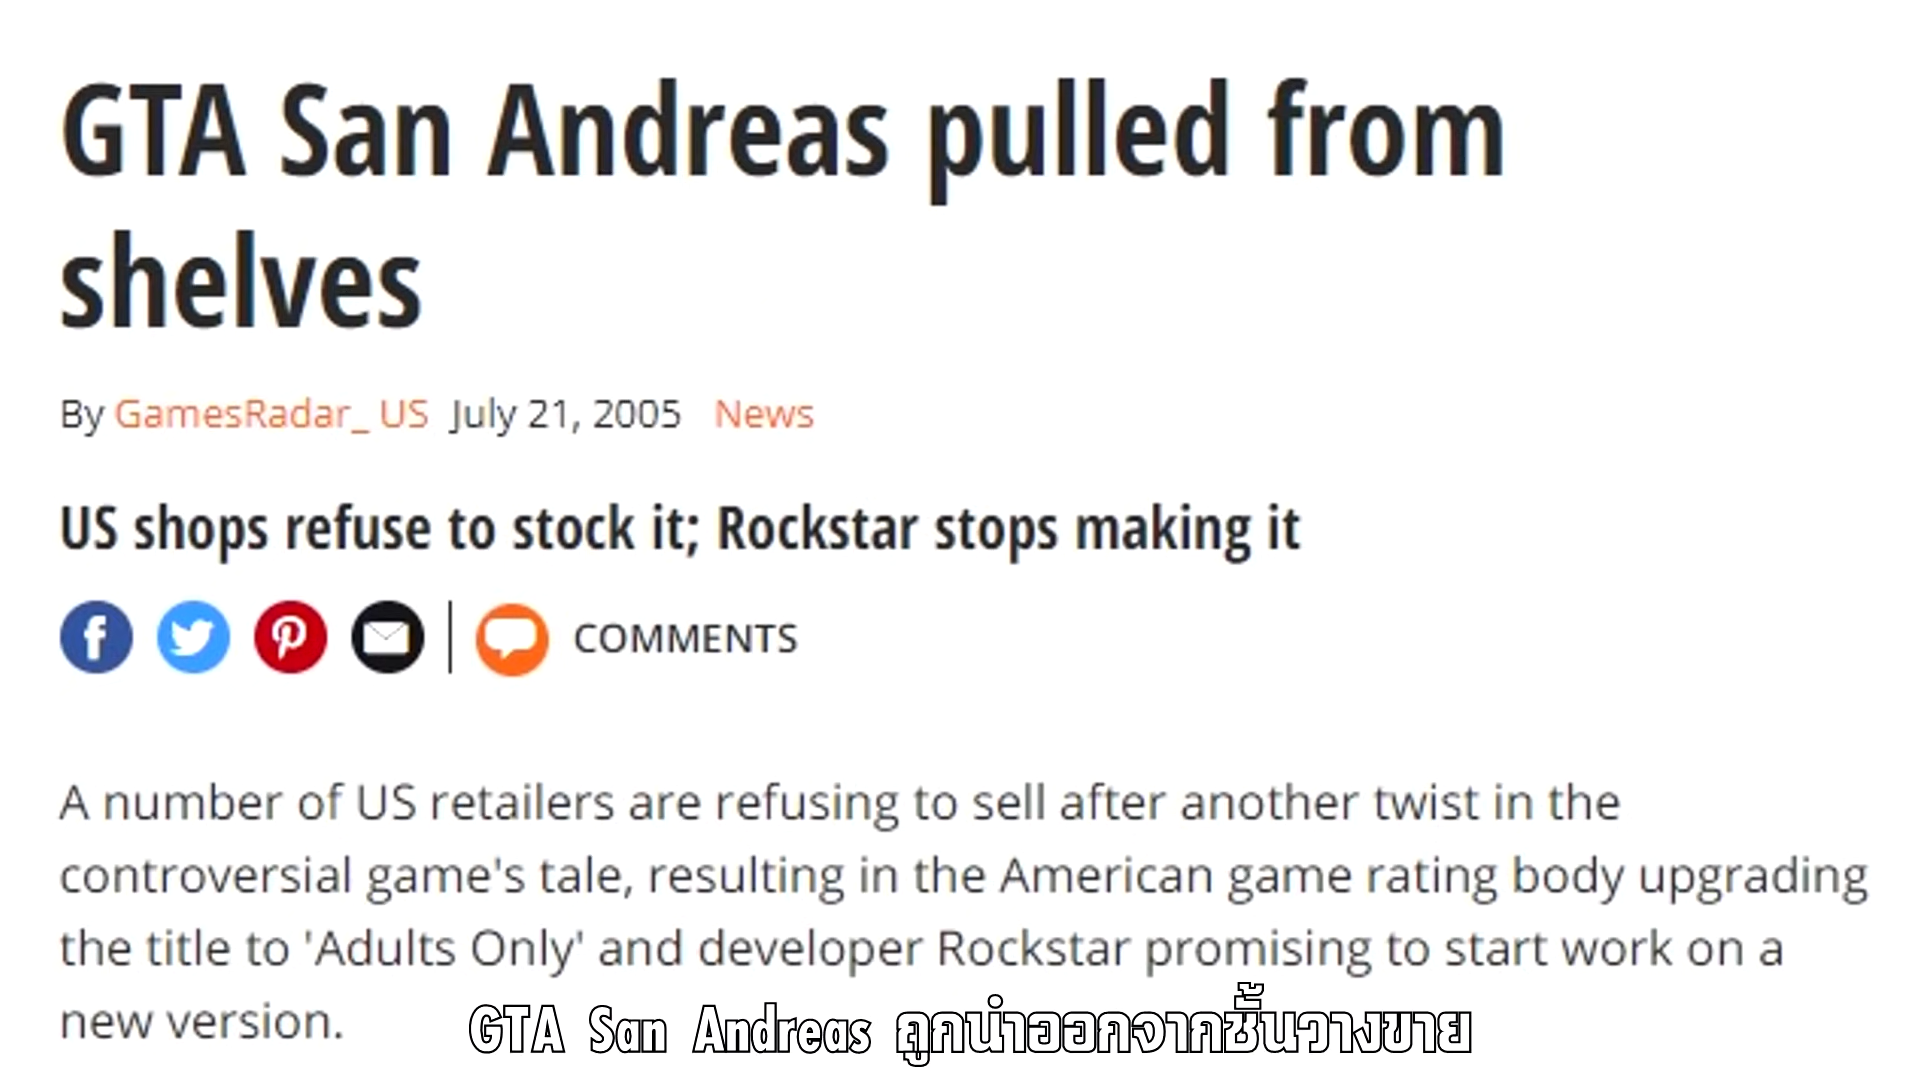 GTA San Andreas pulled from
shelves
By GamesRadar_ US July 21, 2005 News
US shops refuse to stock it; Rockstar stops making it
COMMENTS
A number of US retailers are refusing to sell after another twist in the
controversial game's tale, resulting in the American game rating body upgrading
the title to 'Adults Only' and developer Rockstar promising to start work on a
new version.
GTA San Andreas ถูกนำออกจากชั้นวางขาย